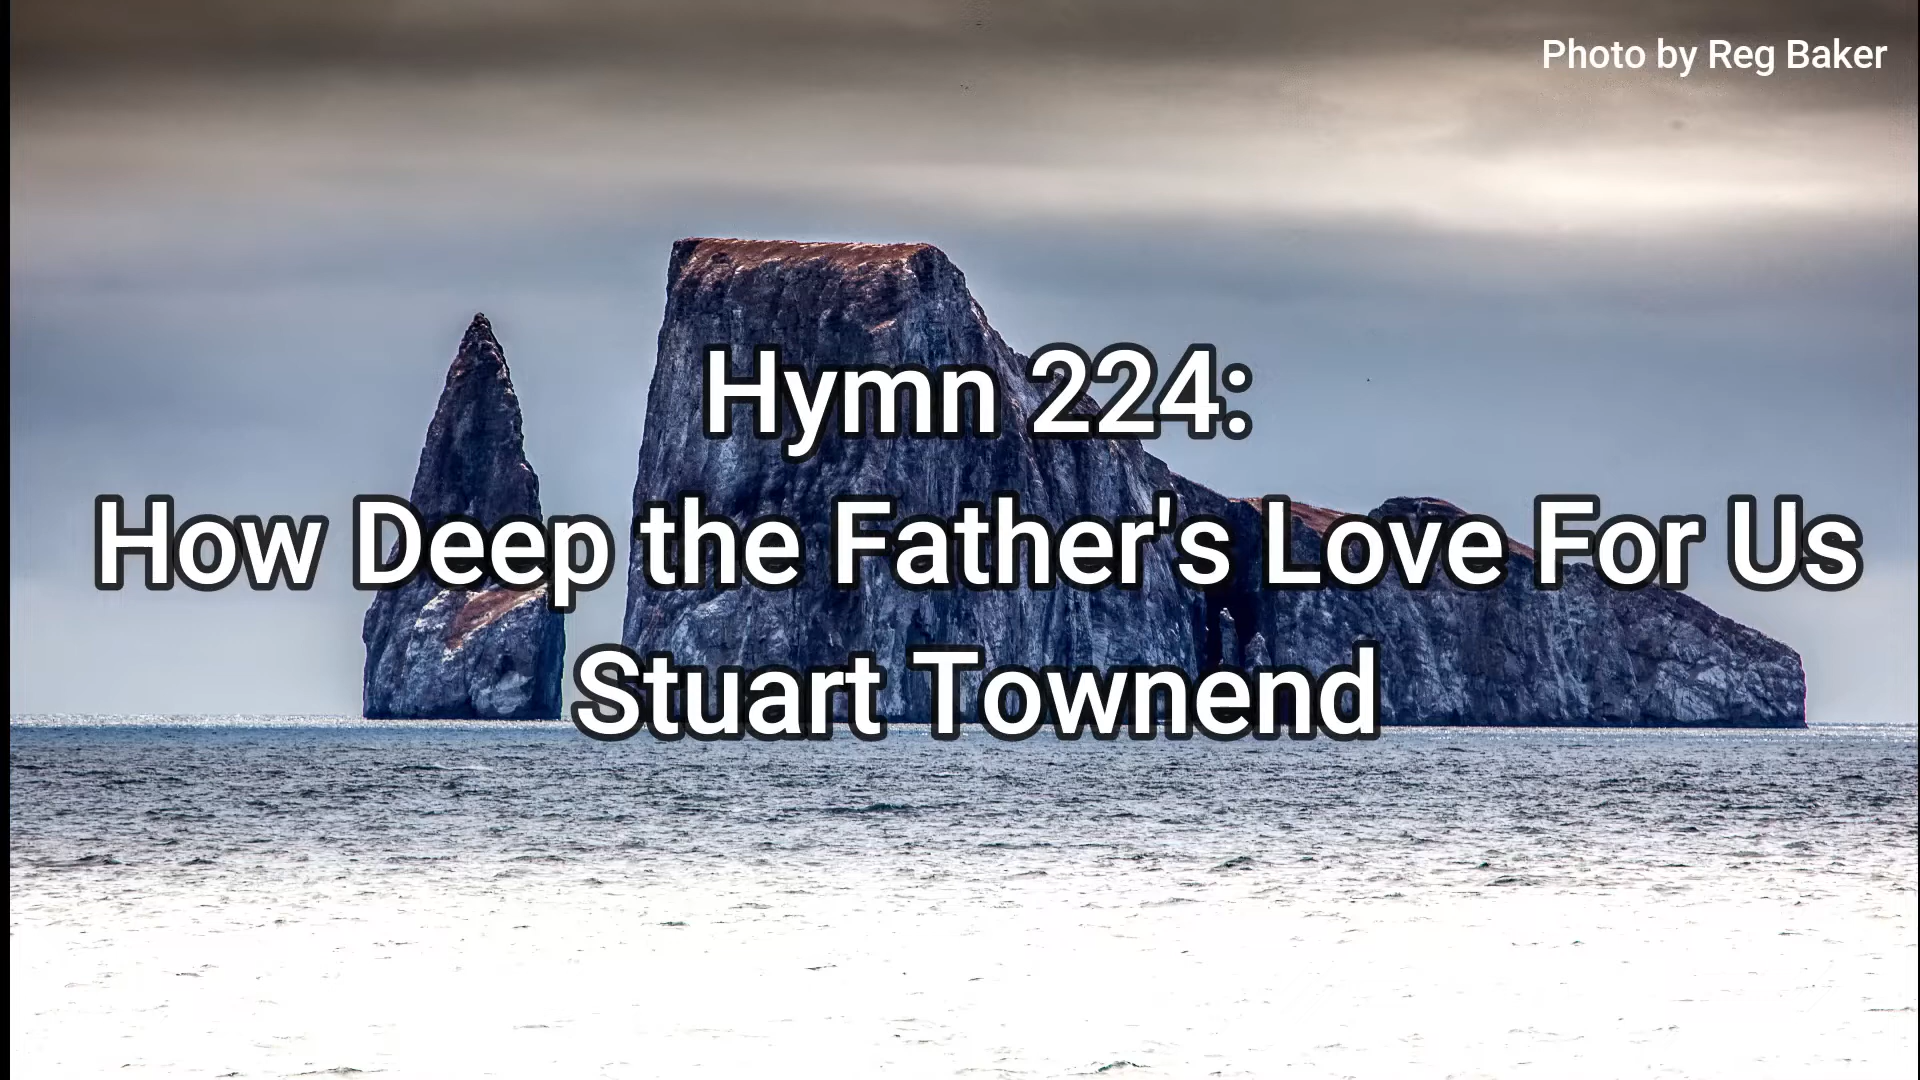 Photo by Reg Baker
Hymn 224:
How Deep the Father's Love For Us
Stuart Townend